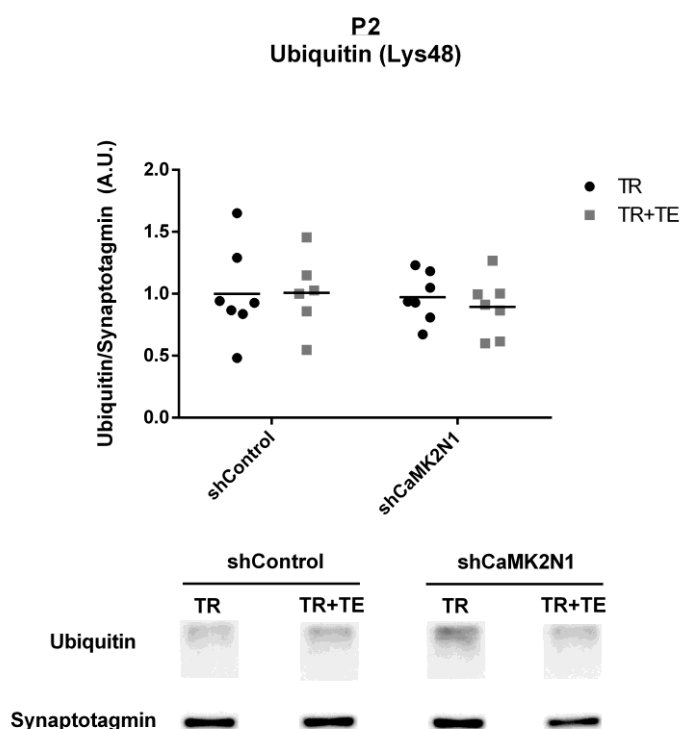 P2
Ubiquitin (Lys48)
Ubiquitin/Synaptotagmin (A.U.)
2.0
1.5
1.0
0.5
0.0
TR
TR+TE
shControl
shCaMK2N1
shControl shCaMK2N1
TR TR+TE TR TR+TE
Ubiquitin
Synaptotagmin